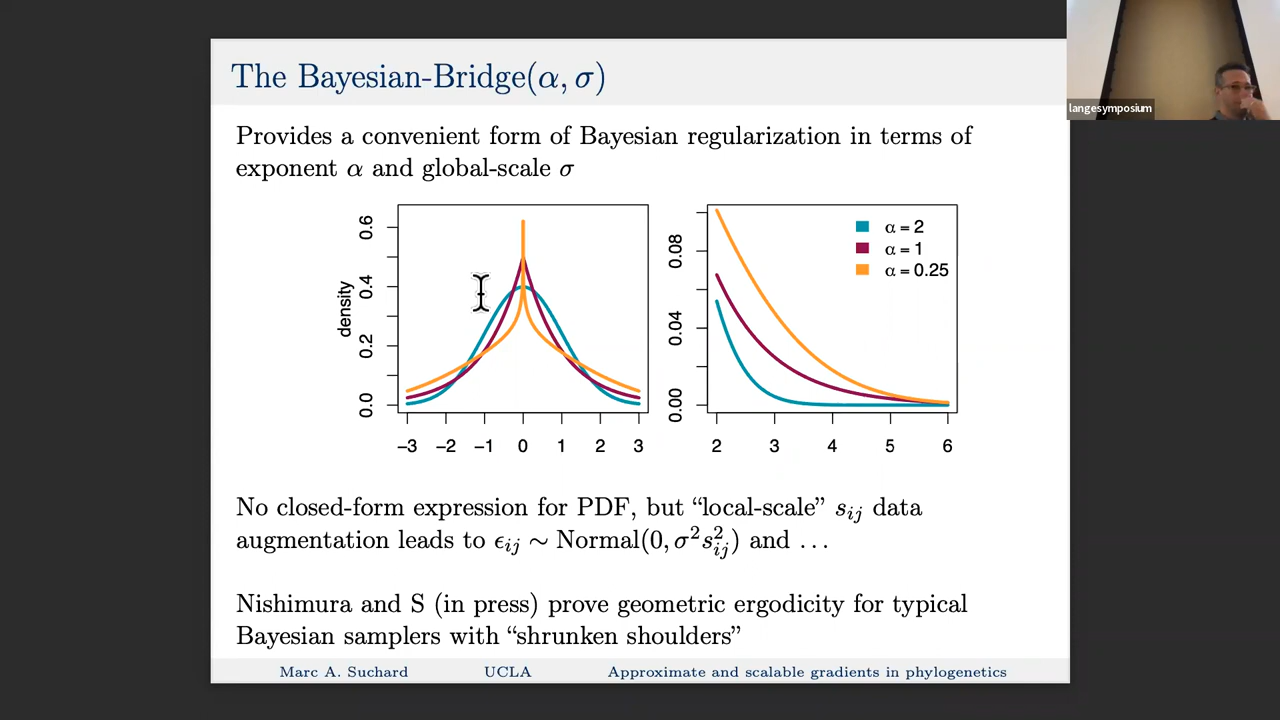 The Bayesian-Bridge(α, σ)
langesymposium
Provides a convenient form of Bayesian regularization in terms of
exponent α and global-scale σ
density
0.0 0.2 0.4 0.6
−3 −2 −1 0 1 2 3
0.00 0.04 0.08
2 3 4 5 6
α = 2
α = 1
α = 0.25
No closed-form expression for PDF, but “local-scale” sᵢⱼ data
augmentation leads to ϵᵢⱼ ∼ Normal(0, σ²s²ᵢⱼ) and …
Nishimura and S (in press) prove geometric ergodicity for typical
Bayesian samplers with “shrunken shoulders”
Marc A. Suchard UCLA Approximate and scalable gradients in phylogenetics